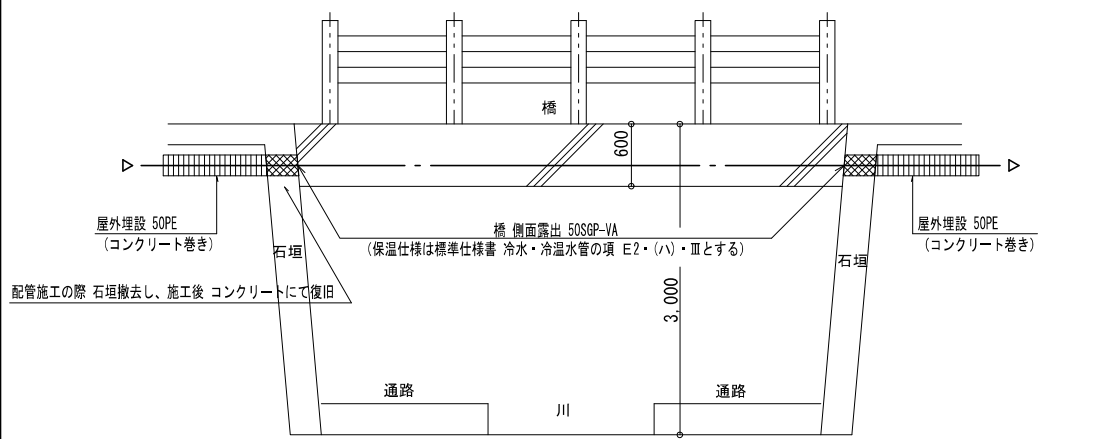 橋
600
屋外埋設 50PE
(コンクリート巻き)
橋 側面露出 50SGP-VA
(保温仕様は標準仕様書 冷水・冷温水管の項 E2・(ハ)・Ⅲとする)
屋外埋設 50PE
(コンクリート巻き)
石垣
石垣
配管施工の際 石垣撤去し、施工後 コンクリートにて復旧
3,000
通路
川
通路